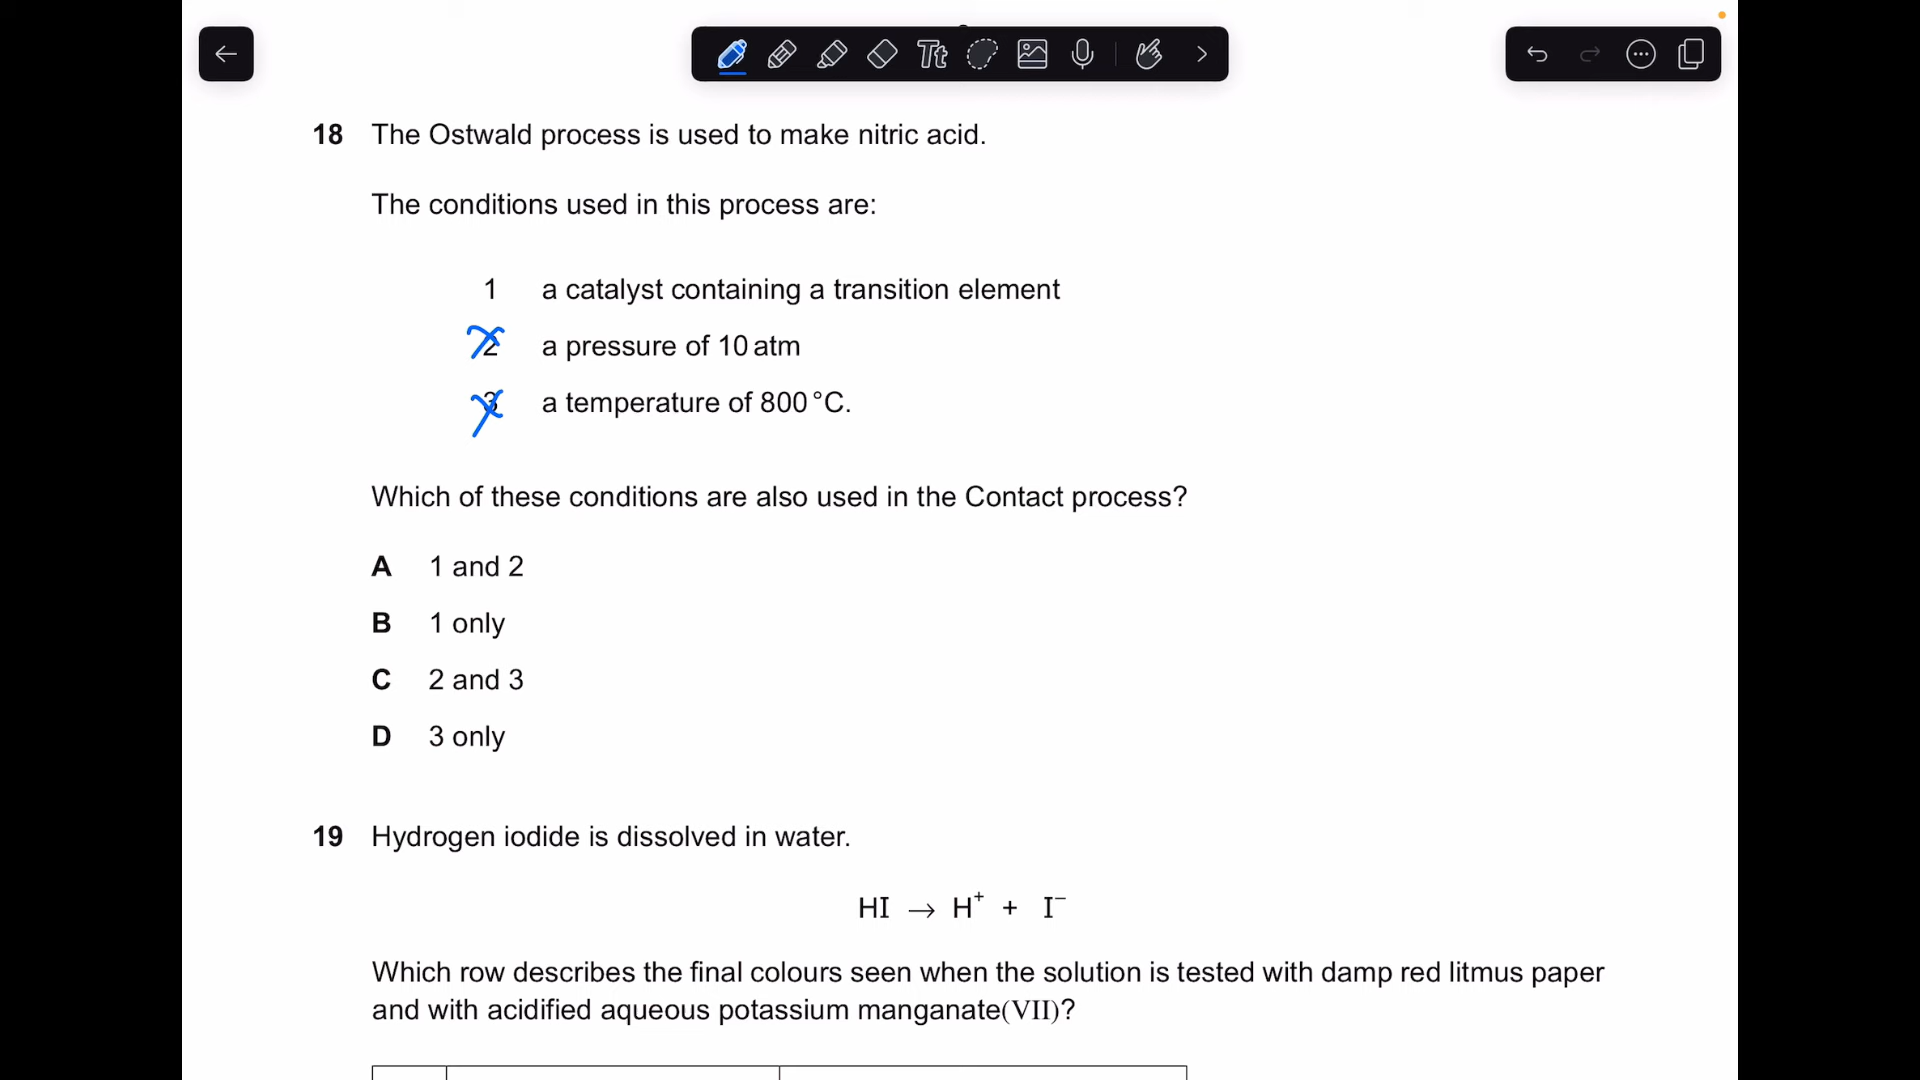 Tt
18 The Ostwald process is used to make nitric acid.
The conditions used in this process are:
1 a catalyst containing a transition element
2 a pressure of 10 atm
3 a temperature of 800 °C.
Which of these conditions are also used in the Contact process?
A 1 and 2
B 1 only
C 2 and 3
D 3 only
19 Hydrogen iodide is dissolved in water.
HI → H⁺ + I⁻
Which row describes the final colours seen when the solution is tested with damp red litmus paper
and with acidified aqueous potassium manganate(VII)?